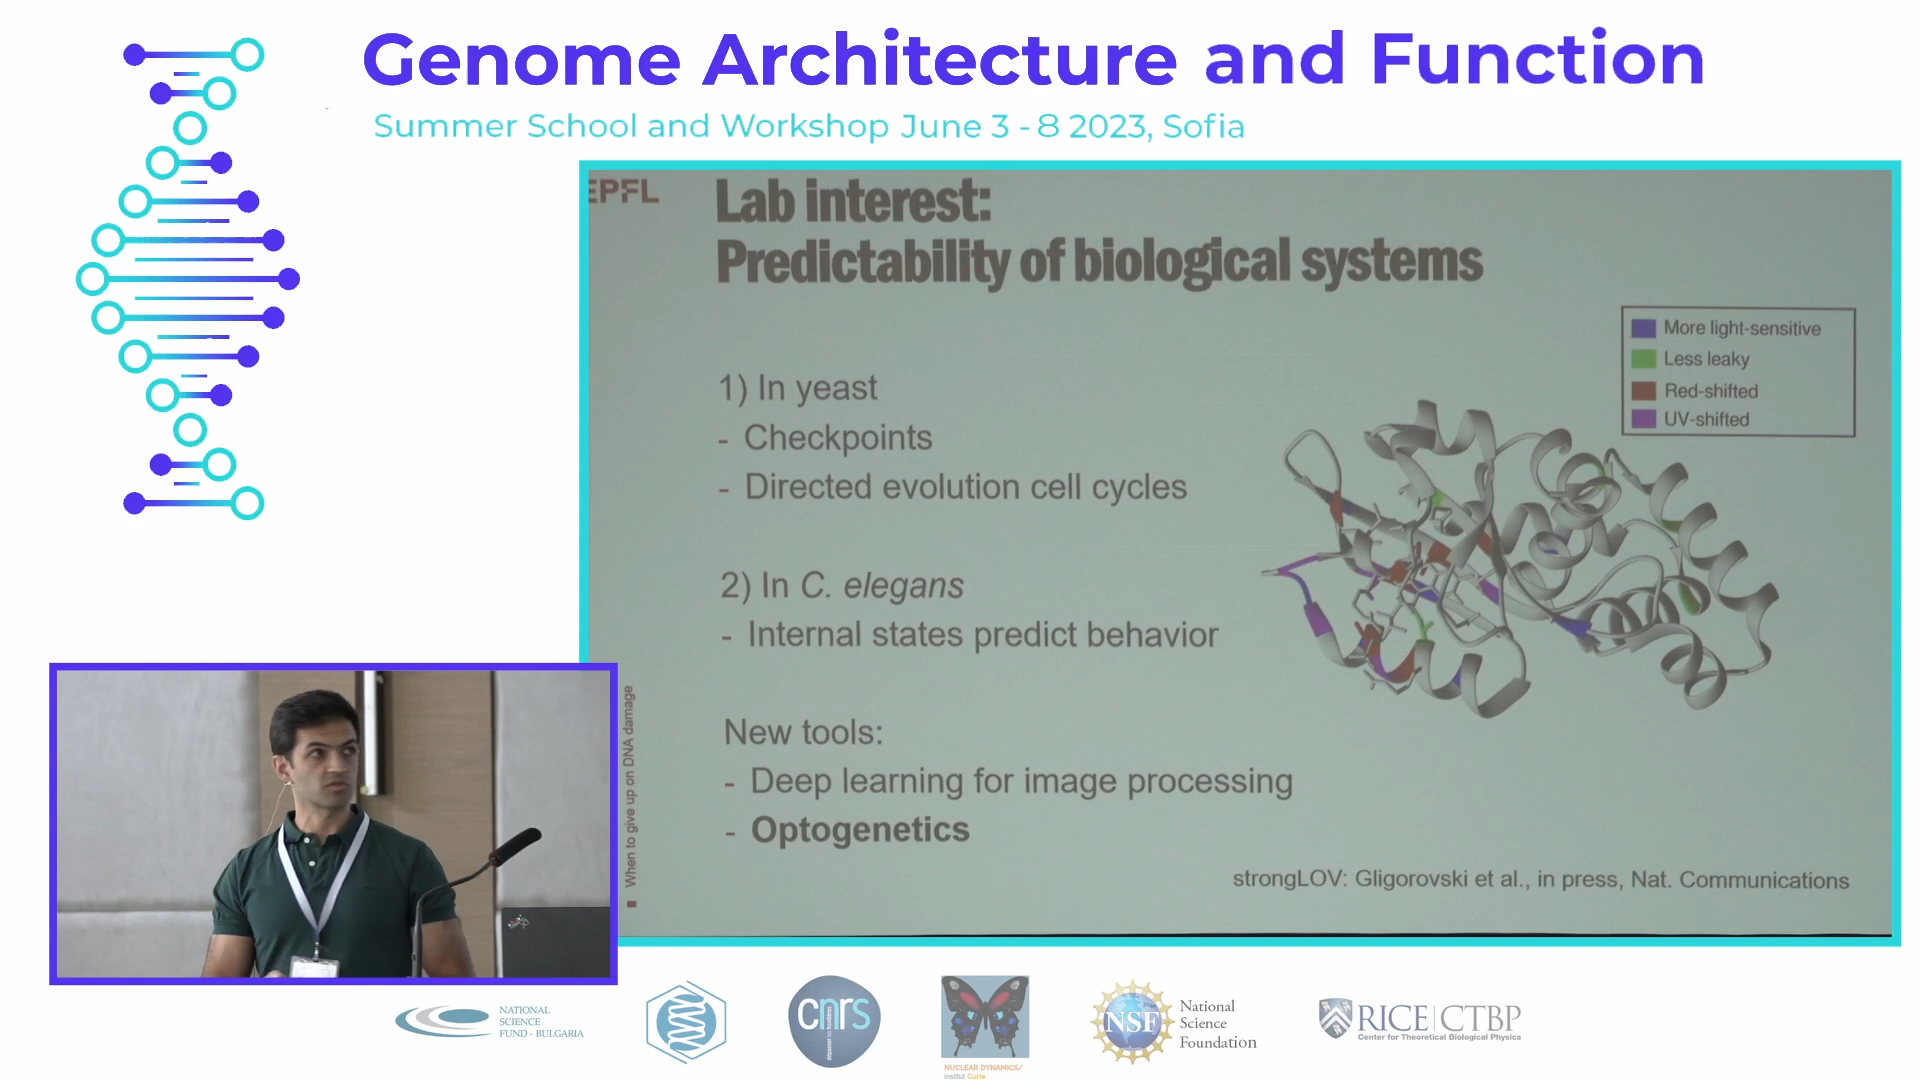 Genome Architecture and Function
Summer School and Workshop June 3 - 8 2023, Sofia
EPFL
Lab interest:
Predictability of biological systems
More light-sensitive
Less leaky
Red-shifted
UV-shifted
1) In yeast
- Checkpoints
- Directed evolution cell cycles
2) In C. elegans
- Internal states predict behavior
New tools:
- Deep learning for image processing
- Optogenetics
strongLOV: Gligorovski et al., in press, Nat. Communications
When to give up on DNA damage
NATIONAL
SCIENCE
FUND - BULGARIA
cnrs
NUCLEAR DYNAMICS/
institut Curie
NSF
National
Science
Foundation
RICE | CTBP
Center for Theoretical Biological Physics